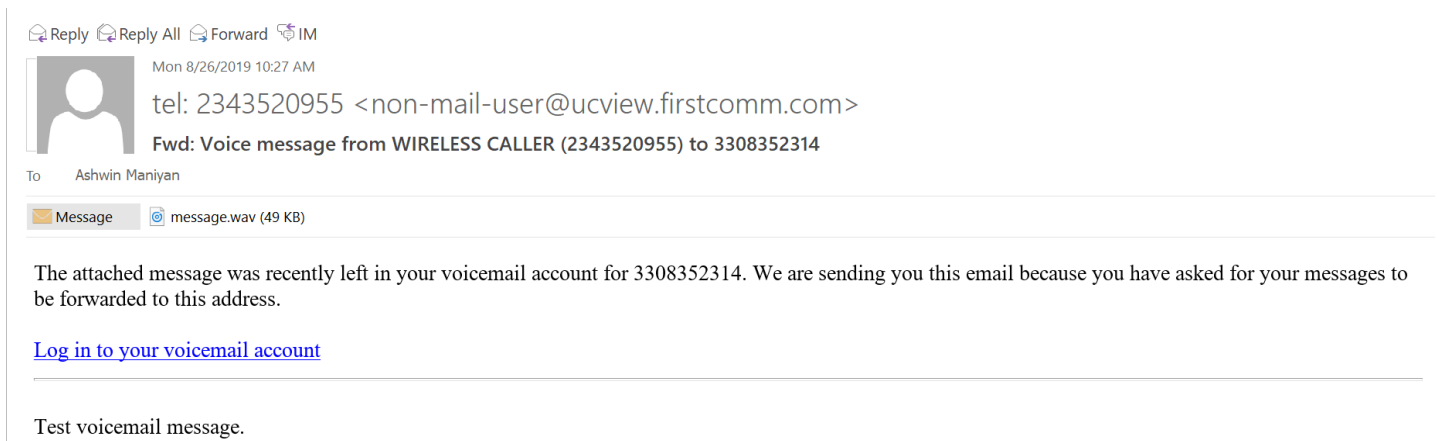 Reply Reply All Forward IM
Mon 8/26/2019 10:27 AM
tel: 2343520955 <non-mail-user@ucview.firstcomm.com>
Fwd: Voice message from WIRELESS CALLER (2343520955) to 3308352314
To Ashwin Maniyan
Message message.wav (49 KB)
The attached message was recently left in your voicemail account for 3308352314. We are sending you this email because you have asked for your messages to
be forwarded to this address.
Log in to your voicemail account
Test voicemail message.